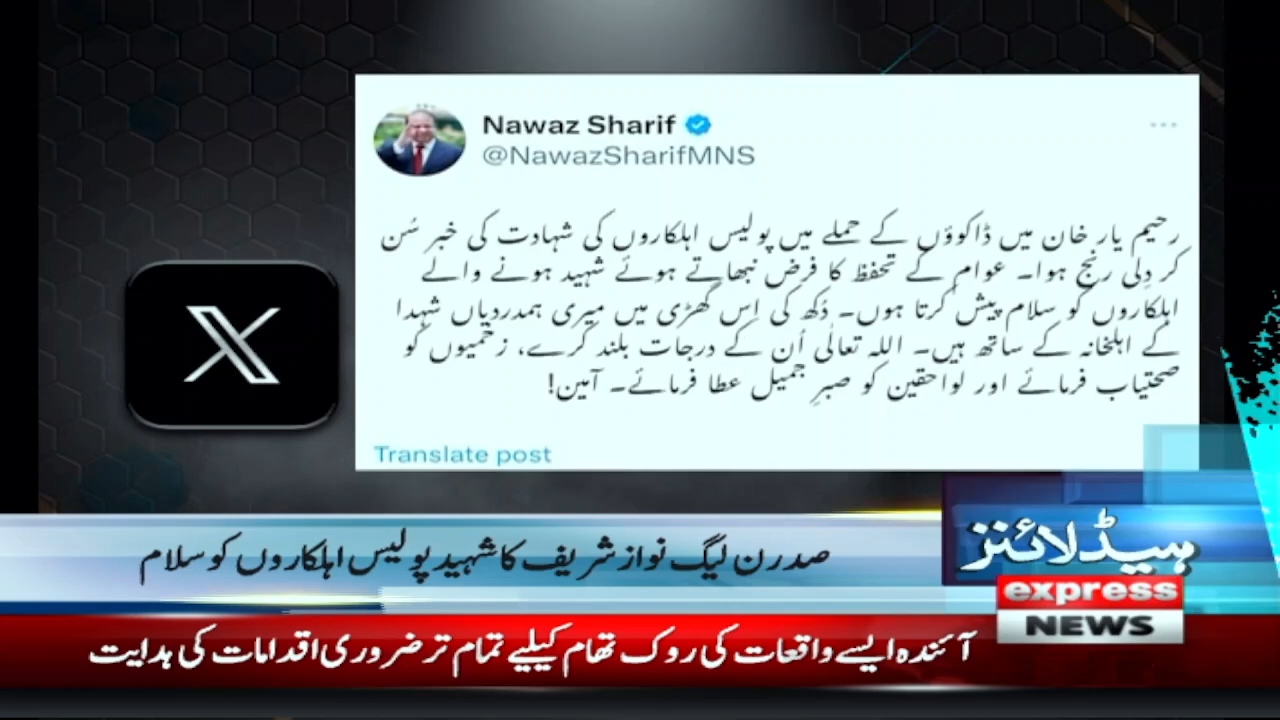 Nawaz Sharif
@NawazSharifMNS
رحیم یار خان میں ڈاکوؤں کے حملے میں پولیس اہلکاروں کی شہادت کی خبر سُن
کر دِلی رنج ہوا۔ عوام کے تحفظ کا فرض نبھاتے ہوئے شہید ہونے والے
اہلکاروں کو سلام پیش کرتا ہوں۔ دُکھ کی اِس گھڑی میں میری ہمدردیاں شہدا
کے اہلخانہ کے ساتھ ہیں۔ اللہ تعالٰی اُن کے درجات بلند کرے، زخمیوں کو
صحتیاب فرمائے اور لواحقین کو صبرِ جمیل عطا فرمائے۔ آمین!
Translate post
ہیڈلائنز
صدر ن لیگ نواز شریف کا شہید پولیس اہلکاروں کو سلام
express
NEWS
آئندہ ایسے واقعات کی روک تھام کیلیے تمام تر ضروری اقدامات کی ہدایت